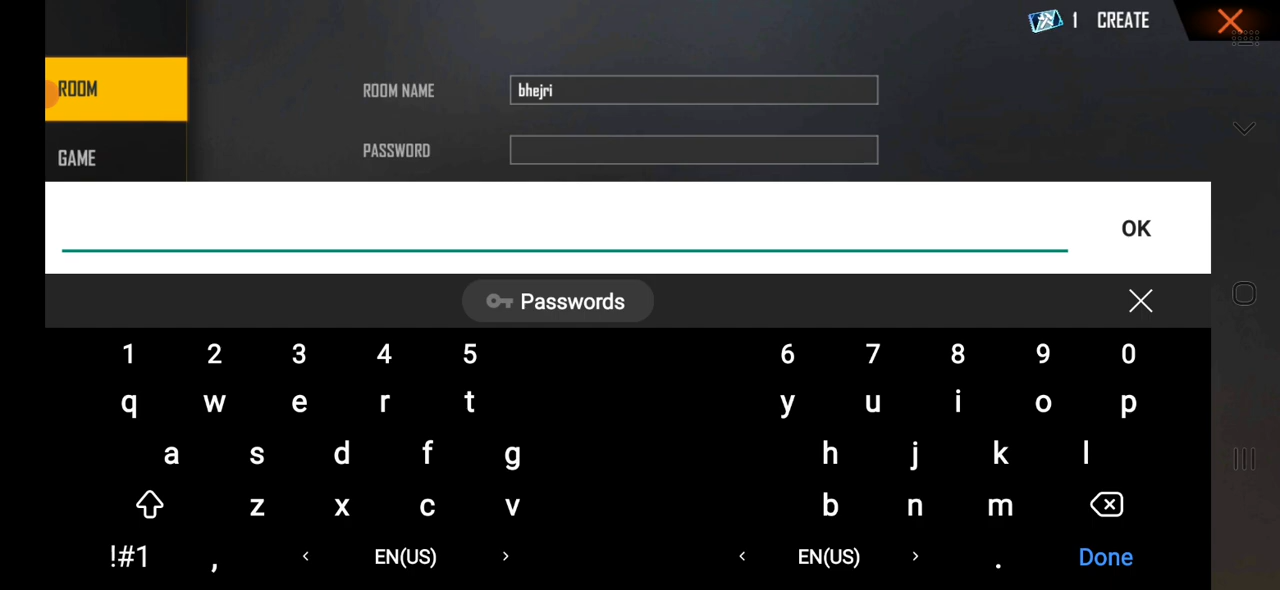 1 CREATE
ROOM
ROOM NAME bhejri
PASSWORD
GAME
OK
Passwords
1 2 3 4 5 6 7 8 9 0
q w e r t y u i o p
a s d f g h j k l
z x c v b n m
!#1 , < EN(US) > < EN(US) > . Done